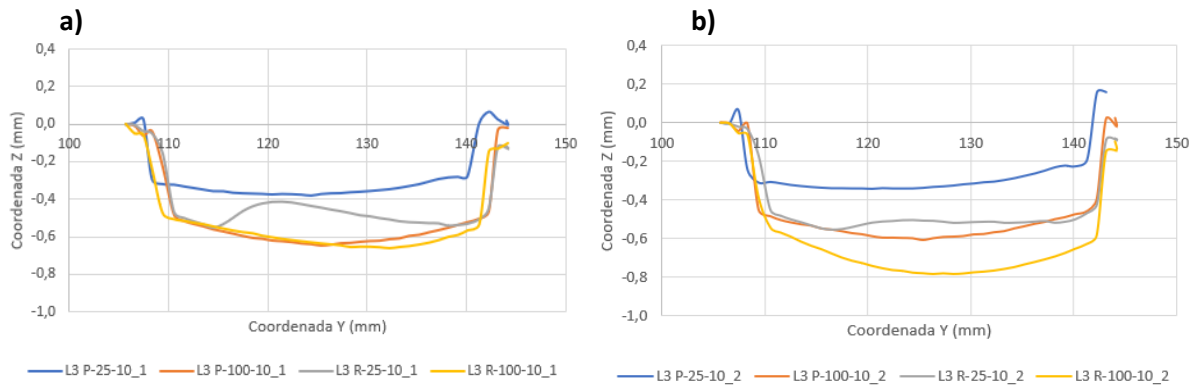 a)
0,4
0,2
0,0
-0,2
-0,4
-0,6
-0,8
-1,0
100 110 120 130 140 150
Coordenada Z (mm)
Coordenada Y (mm)
L3 P-25-10_1 L3 P-100-10_1 L3 R-25-10_1 L3 R-100-10_1
b)
0,4
0,2
0,0
-0,2
-0,4
-0,6
-0,8
-1,0
100 110 120 130 140 150
Coordenada Z (mm)
Coordenada Y (mm)
L3 P-25-10_2 L3 P-100-10_2 L3 R-25-10_2 L3 R-100-10_2